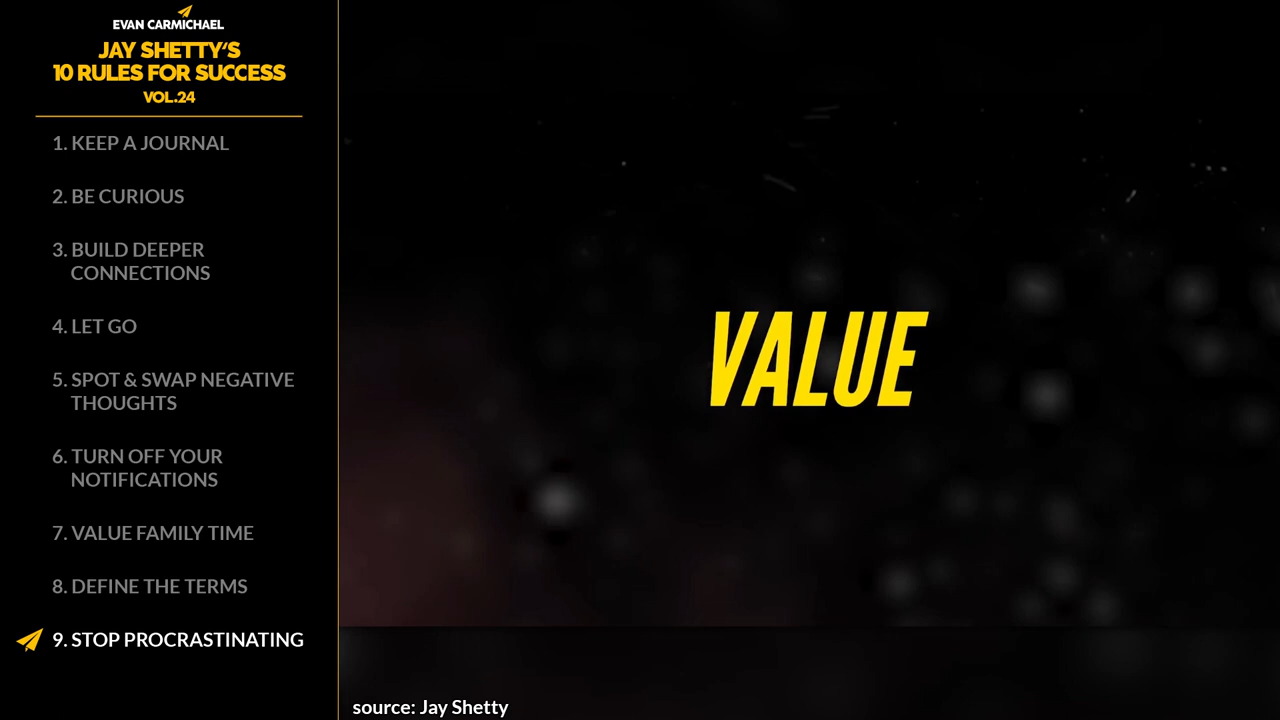 EVAN CARMICHAEL
JAY SHETTY'S
10 RULES FOR SUCCESS
VOL.24
1. KEEP A JOURNAL
2. BE CURIOUS
3. BUILD DEEPER
CONNECTIONS
4. LET GO
5. SPOT & SWAP NEGATIVE
THOUGHTS
6. TURN OFF YOUR
NOTIFICATIONS
7. VALUE FAMILY TIME
8. DEFINE THE TERMS
9. STOP PROCRASTINATING
VALUE
source: Jay Shetty